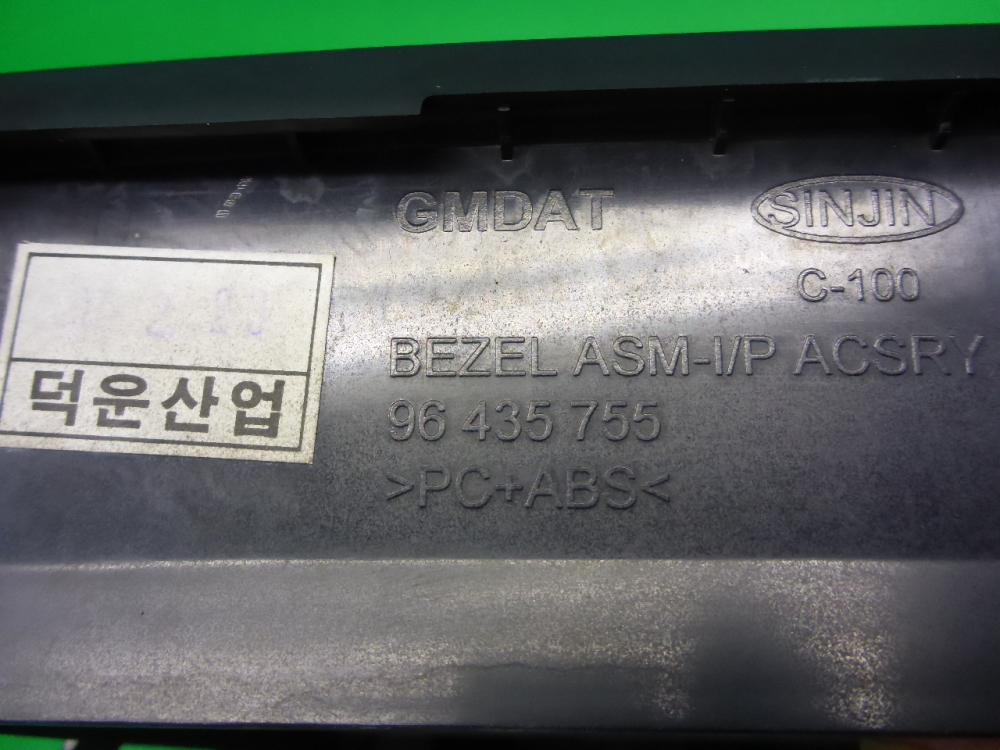 GMDAT
SINJIN
C-100
BEZEL ASM-I/P ACSRY
96 435 755
>PC+ABS<
덕운산업